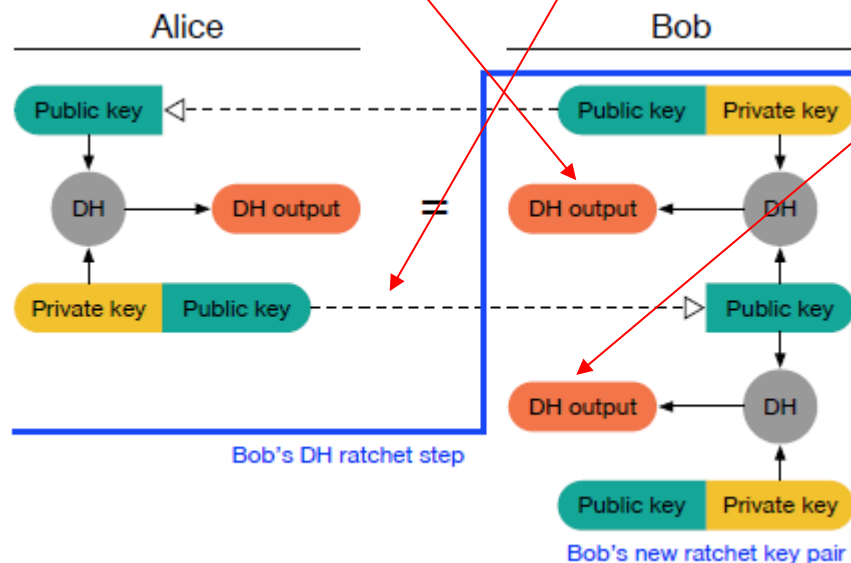 Alice
Bob
Public key
Public key Private key
DH
DH output
=
DH output
DH
Private key Public key
Public key
DH output
DH
Bob's DH ratchet step
Public key Private key
Bob's new ratchet key pair